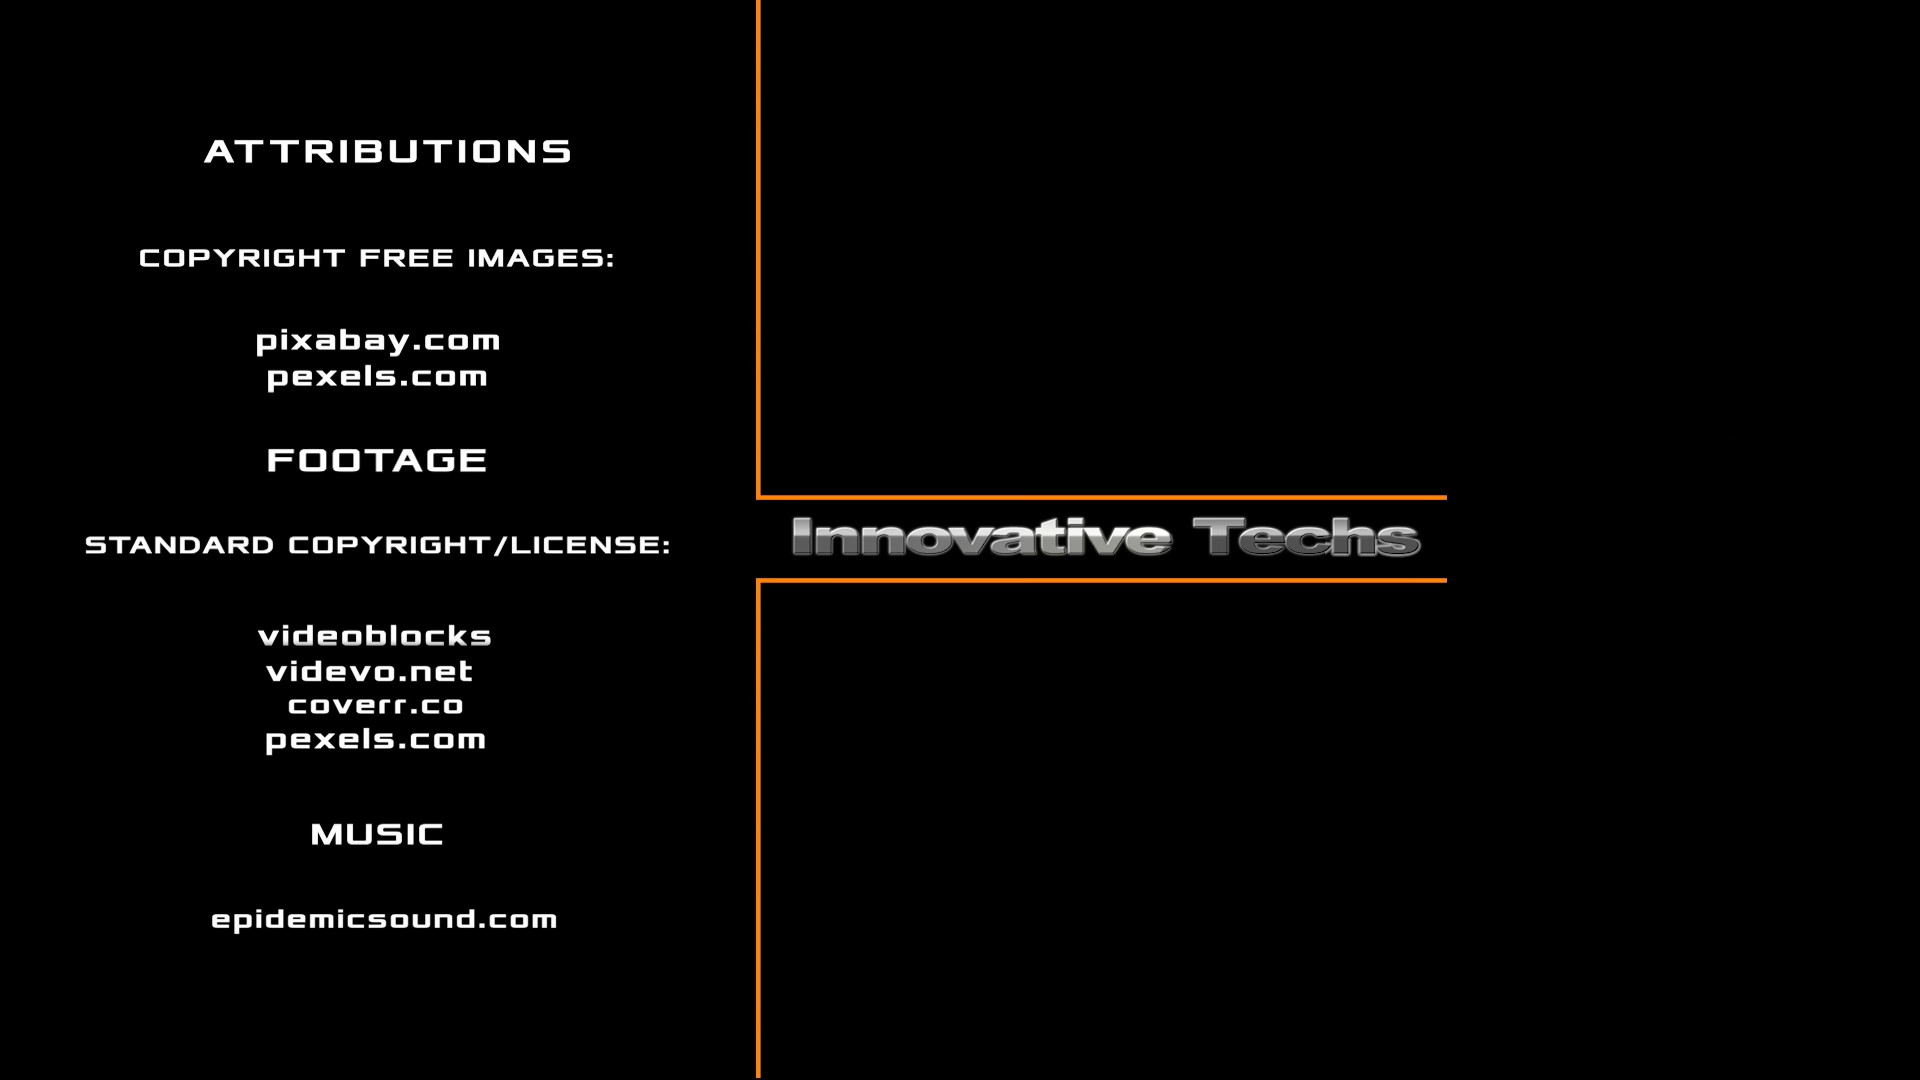 ATTRIBUTIONS
COPYRIGHT FREE IMAGES:
pixabay.com
pexels.com
FOOTAGE
STANDARD COPYRIGHT/LICENSE:
videoblocks
videvo.net
coverr.co
pexels.com
MUSIC
epidemicsound.com
Innovative Techs